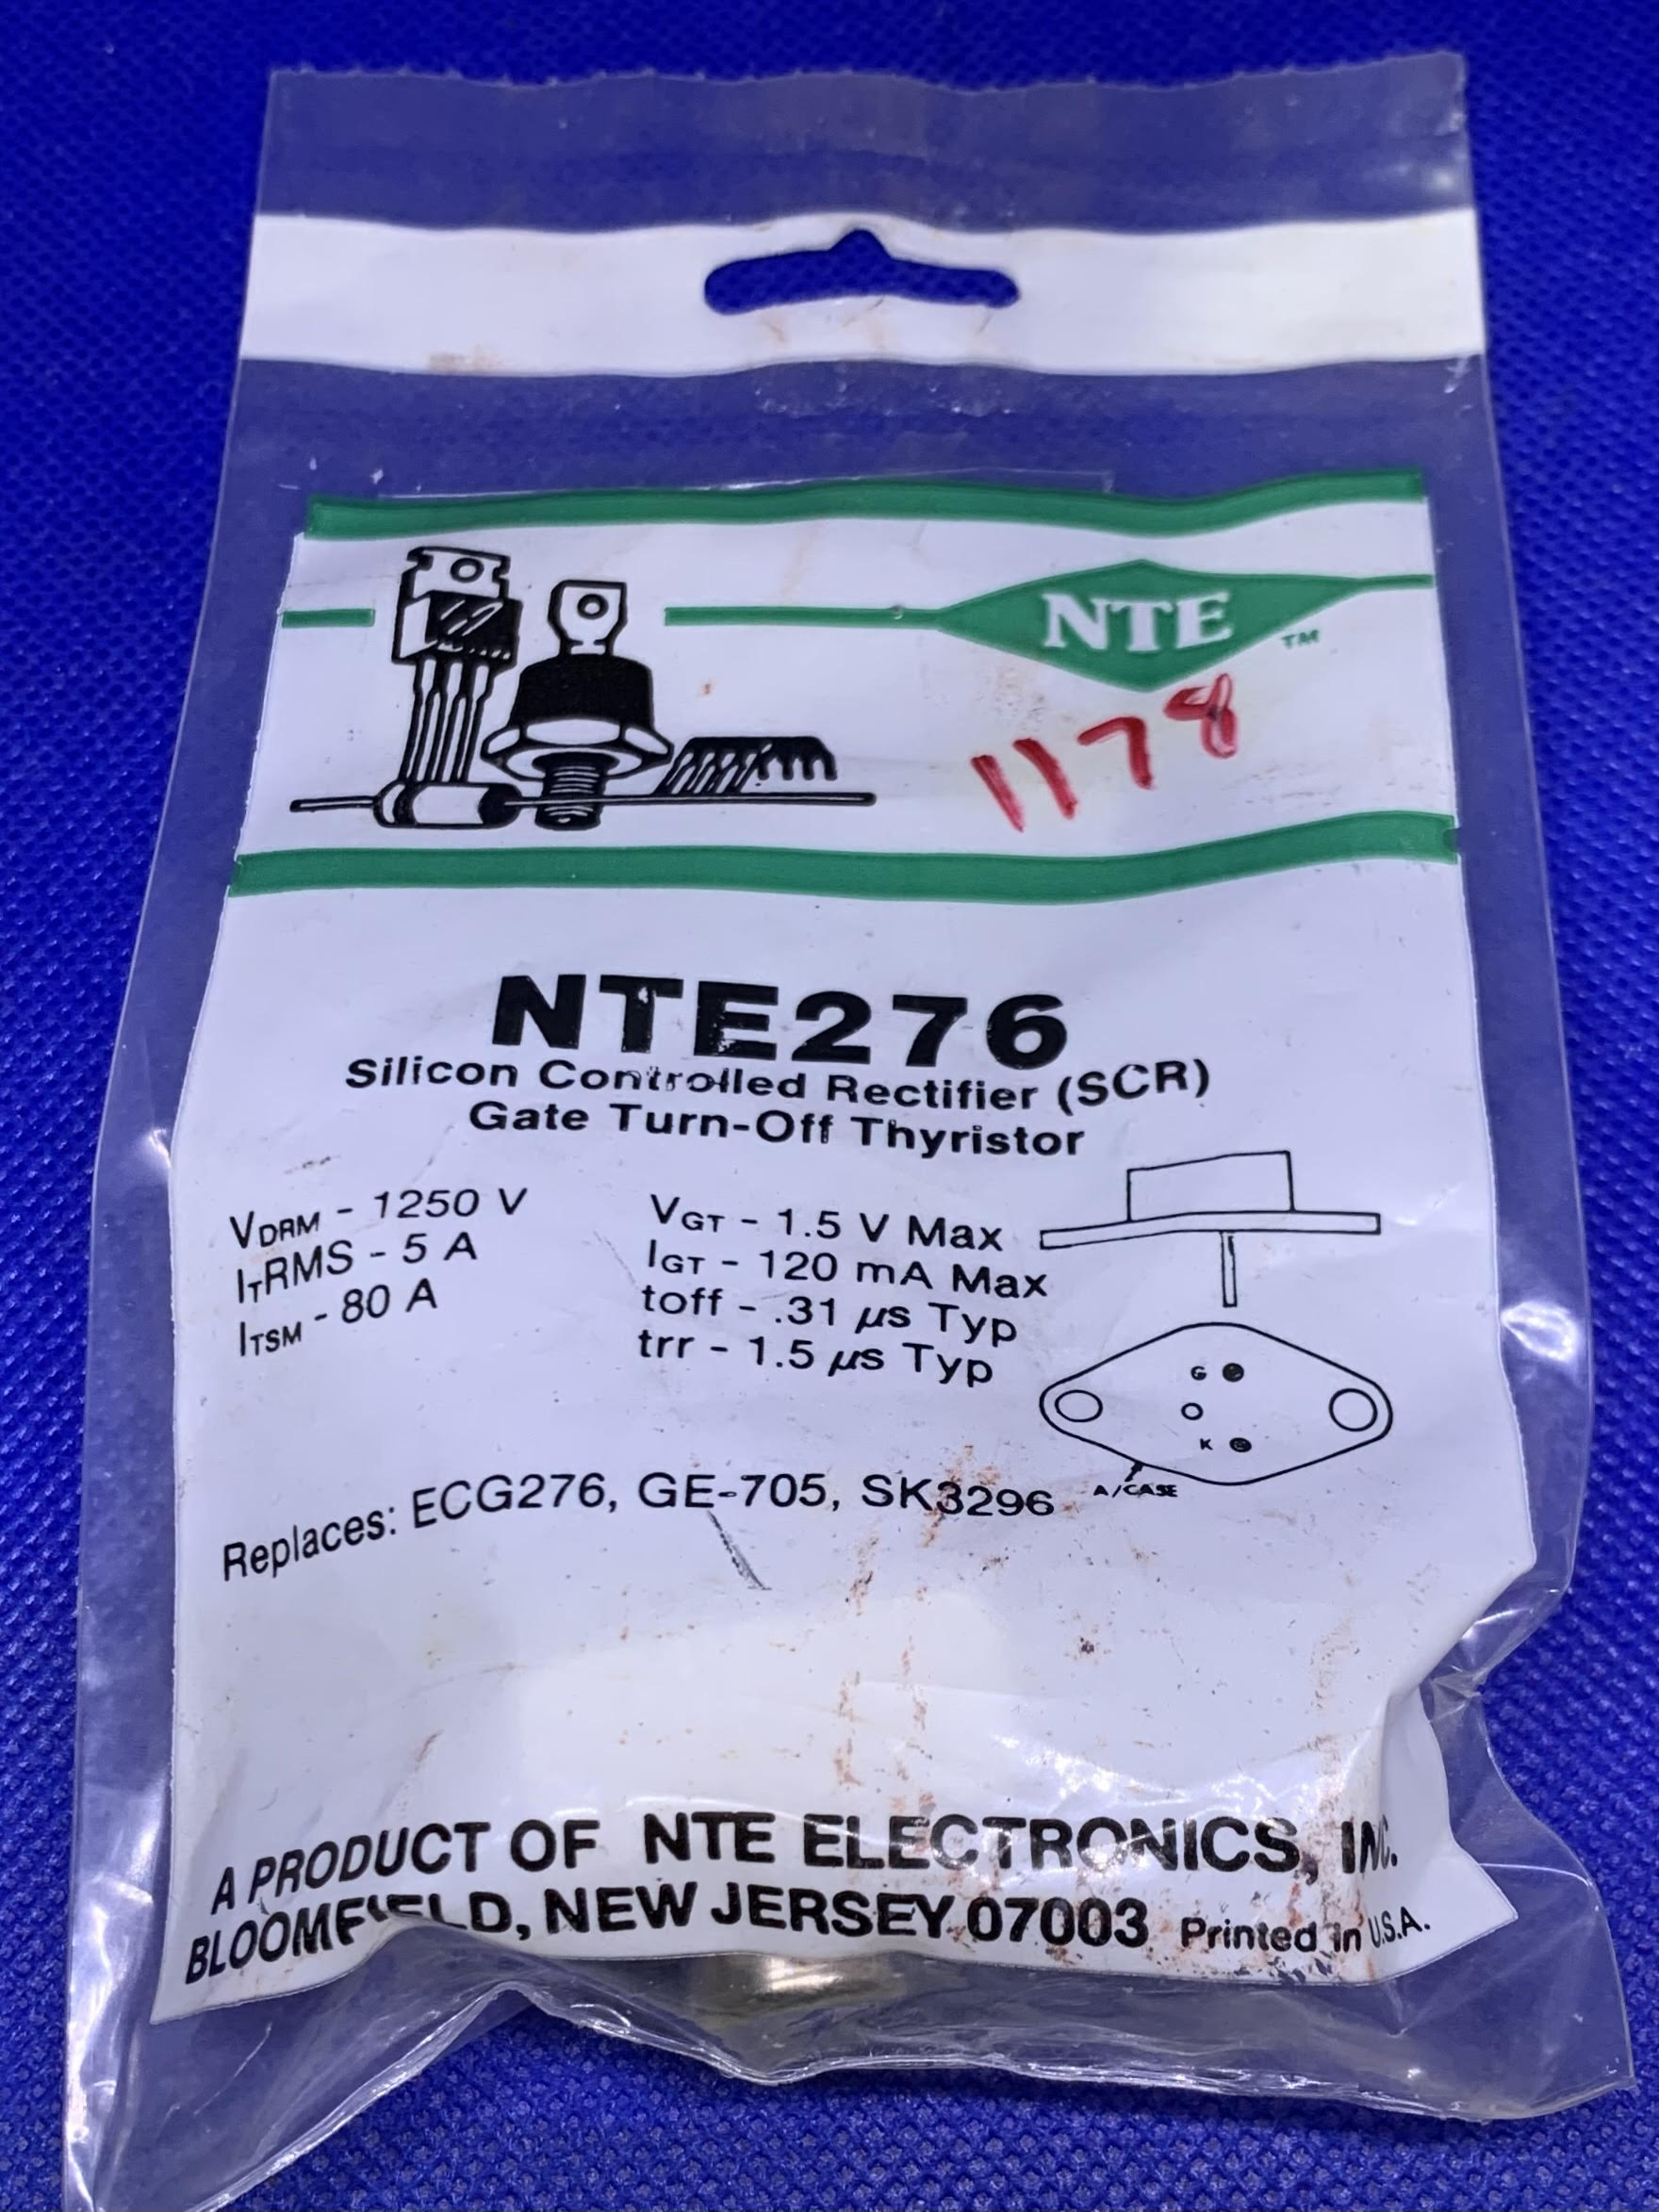 NTE TM
1178
NTE276
Silicon Controlled Rectifier (SCR)
Gate Turn-Off Thyristor
VDRM - 1250 V
ITRMS - 5 A
ITSM - 80 A
VGT - 1.5 V Max
IGT - 120 mA Max
toff - .31 µs Typ
trr - 1.5 µs Typ
G
K
A/CASE
Replaces: ECG276, GE-705, SK3296
A PRODUCT OF NTE ELECTRONICS, INC.
BLOOMFIELD, NEW JERSEY 07003 Printed in U.S.A.